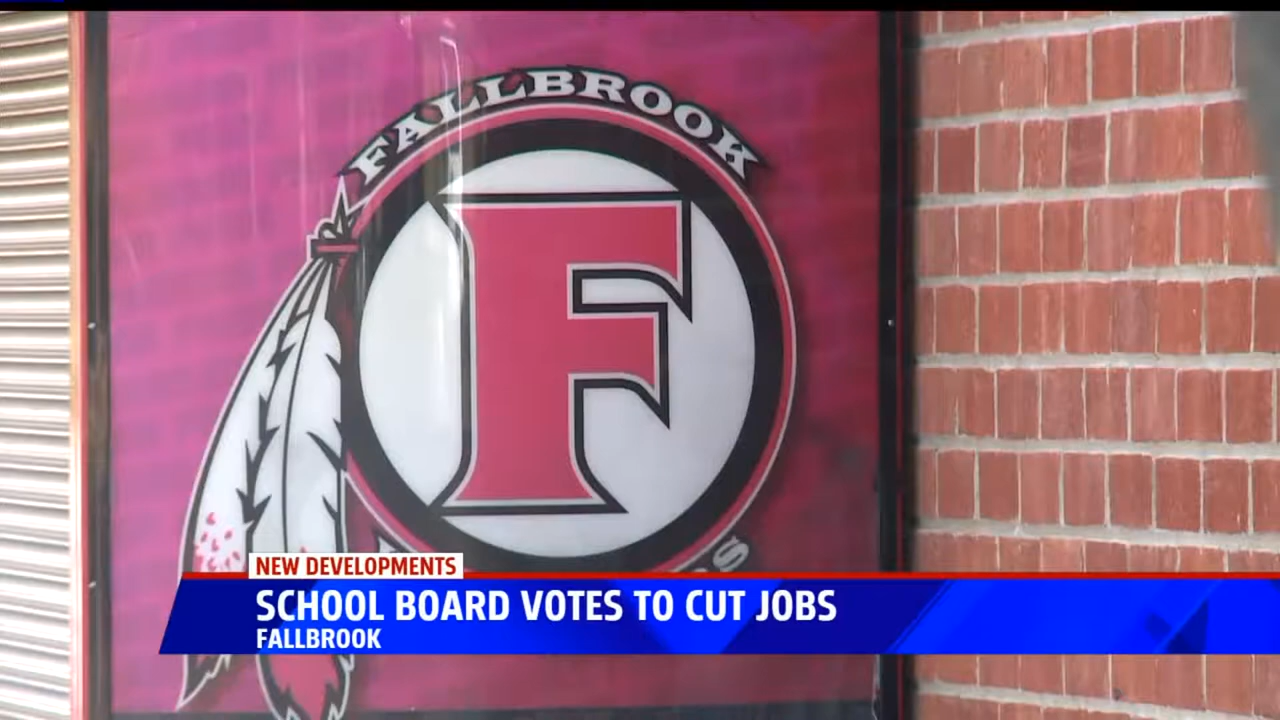 FALLBROOK
F
NEW DEVELOPMENTS
SCHOOL BOARD VOTES TO CUT JOBS
FALLBROOK